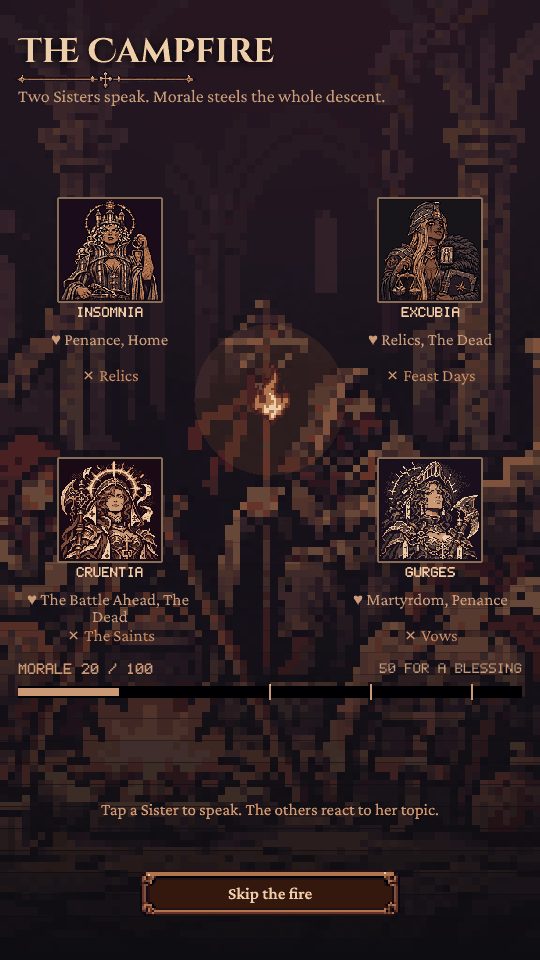 The Campfire
Two Sisters speak. Morale steels the whole descent.
INSOMNIA
EXCUBIA
♥ Penance, Home
♥ Relics, The Dead
✕ Relics
✕ Feast Days
CRUENTIA
GURGES
♥ The Battle Ahead, The
Dead
♥ Martyrdom, Penance
✕ The Saints
✕ Vows
MORALE 20 / 100
50 FOR A BLESSING
Tap a Sister to speak. The others react to her topic.
Skip the fire